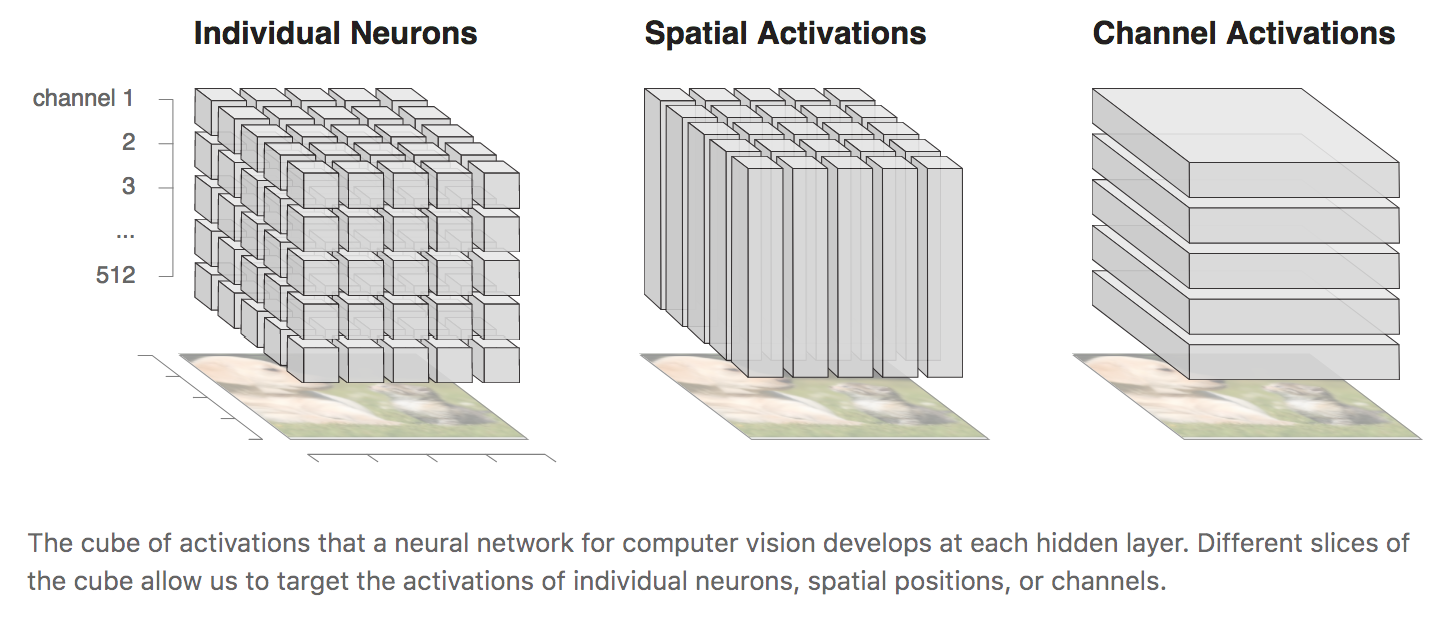 Individual Neurons
Spatial Activations
Channel Activations
channel 1
2
3
...
512
The cube of activations that a neural network for computer vision develops at each hidden layer. Different slices of
the cube allow us to target the activations of individual neurons, spatial positions, or channels.